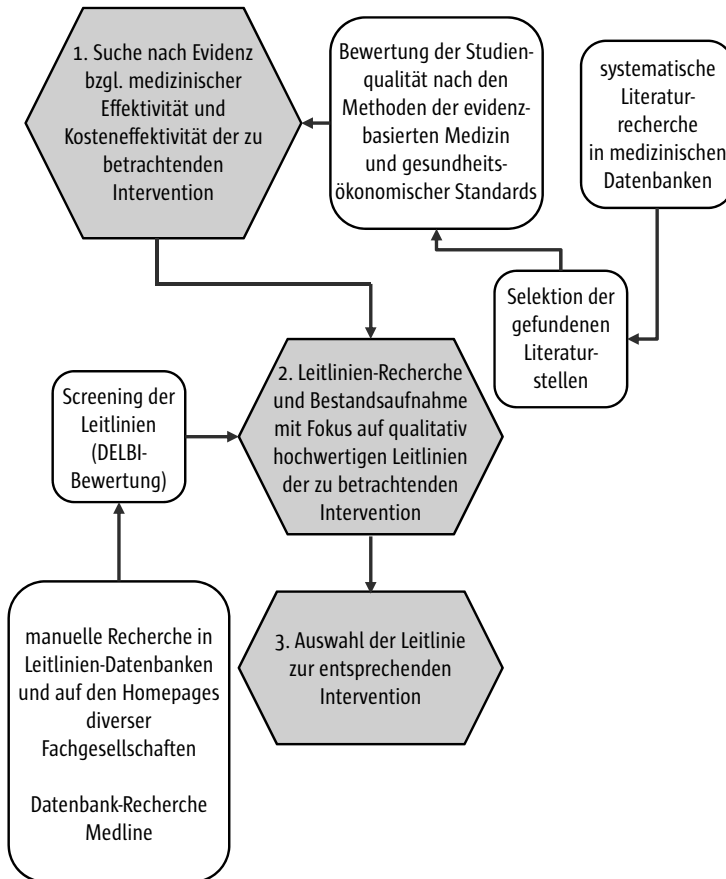 1. Suche nach Evidenz
bzgl. medizinischer
Effektivität und
Kosteneffektivität der zu
betrachtenden
Intervention
Bewertung der Studien-
qualität nach den
Methoden der evidenz-
basierten Medizin
und gesundheits-
ökonomischer Standards
systematische
Literatur-
recherche
in medizinischen
Datenbanken
Selektion der
gefundenen
Literatur-
stellen
2. Leitlinien-Recherche
und Bestandsaufnahme
mit Fokus auf qualitativ
hochwertigen Leitlinien
der zu betrachtenden
Intervention
Screening der
Leitlinien
(DELBI-
Bewertung)
manuelle Recherche in
Leitlinien-Datenbanken
und auf den Homepages
diverser
Fachgesellschaften
Datenbank-Recherche
Medline
3. Auswahl der Leitlinie
zur entsprechenden
Intervention